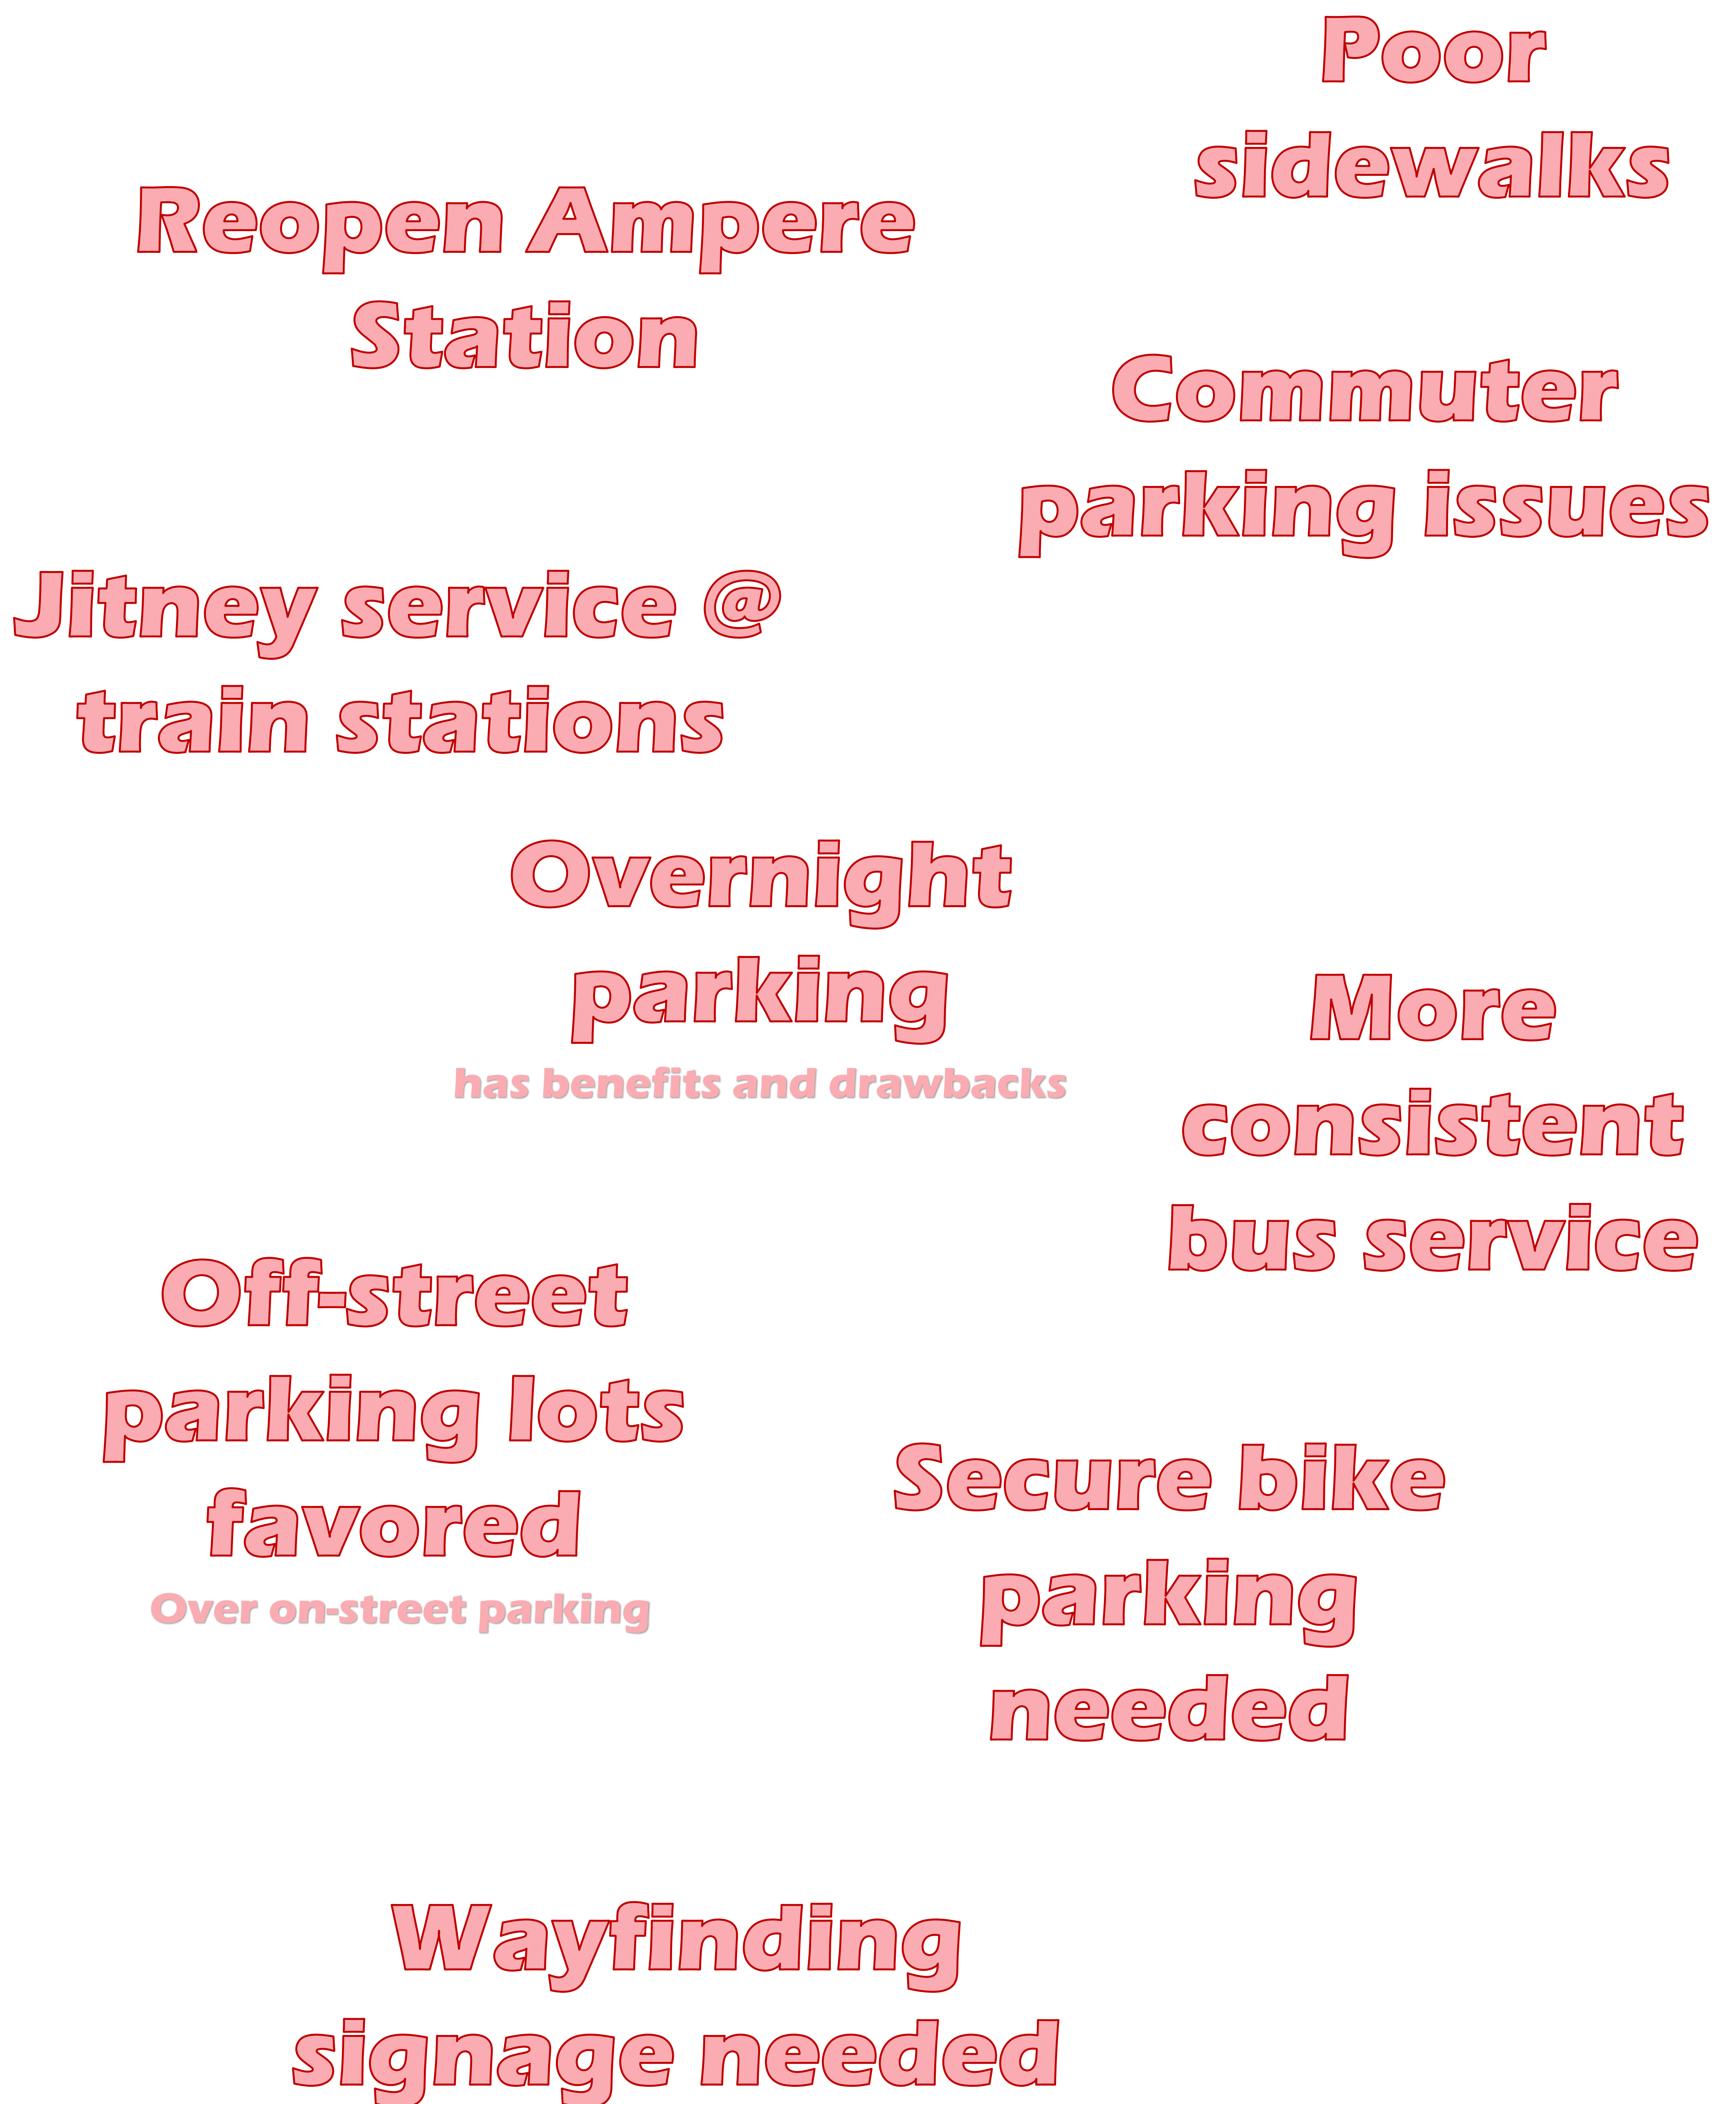 Poor
sidewalks
Reopen Ampere
Station
Commuter
parking issues
Jitney service @
train stations
Overnight
parking
has benefits and drawbacks
More
consistent
bus service
Off-street
parking lots
favored
Over on-street parking
Secure bike
parking
needed
Wayfinding
signage needed